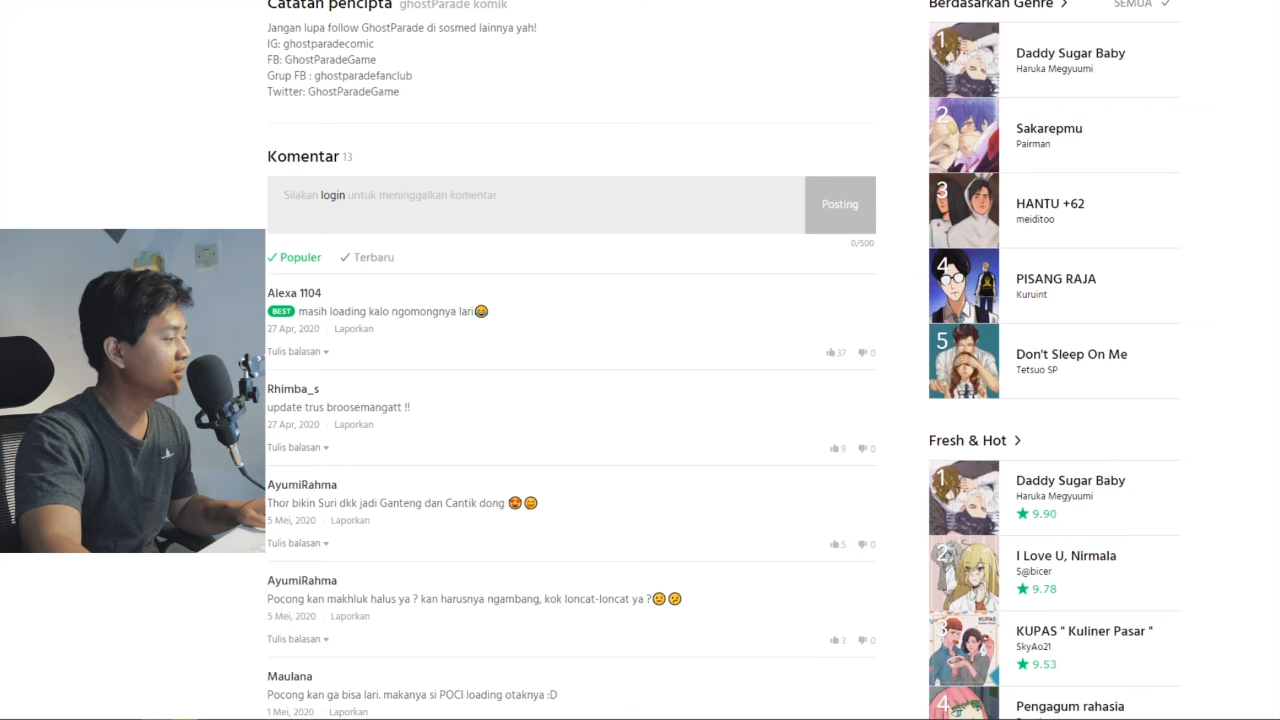 Catatan pencipta ghostParade komik
Jangan lupa follow GhostParade di sosmed lainnya yah!
IG: ghostparadecomic
FB: GhostParadeGame
Grup FB : ghostparadefanclub
Twitter: GhostParadeGame
Komentar 13
Silakan login untuk meninggalkan komentar
Posting
0/500
Populer
Terbaru
Alexa 1104
BEST masih loading kalo ngomongnya lari😂
27 Apr, 2020 Laporkan
Tulis balasan
37 0
Rhimba_s
update trus broosemangatt !!
27 Apr, 2020 Laporkan
Tulis balasan
9 0
AyumiRahma
Thor bikin Suri dkk jadi Ganteng dan Cantik dong 😍😊
5 Mei, 2020 Laporkan
Tulis balasan
5 0
AyumiRahma
Pocong kan makhluk halus ya ? kan harusnya ngambang, kok loncat-loncat ya ?😕😕
5 Mei, 2020 Laporkan
Tulis balasan
3 0
Maulana
Pocong kan ga bisa lari. makanya si POCI loading otaknya :D
1 Mei, 2020 Laporkan
Berdasarkan Genre
SEMUA
1
Daddy Sugar Baby
Haruka Megyuumi
2
Sakarepmu
Pairman
3
HANTU +62
meiditoo
4
PISANG RAJA
Kuruint
5
Don't Sleep On Me
Tetsuo SP
Fresh & Hot
1
Daddy Sugar Baby
Haruka Megyuumi
★ 9.90
2
I Love U, Nirmala
S@bicer
★ 9.78
3
KUPAS
KUPAS " Kuliner Pasar "
SkyAo21
★ 9.53
4
Pengagum rahasia